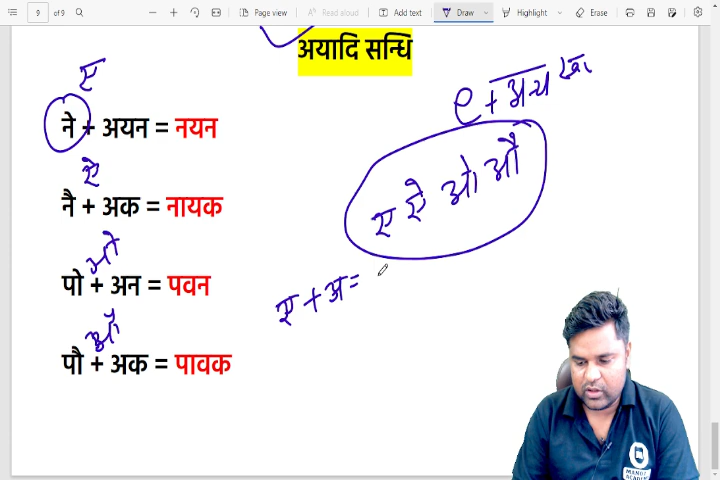 9 of 9 Page view Read aloud Add text Draw Highlight Erase
अयादि सन्धि
ए
ए + अन्य स्वर
ने + अयन = नयन
ए ऐ ओ औ
ऐ
नै + अक = नायक
ओ
पो + अन = पवन
ए + अ =
औ
पौ + अक = पावक